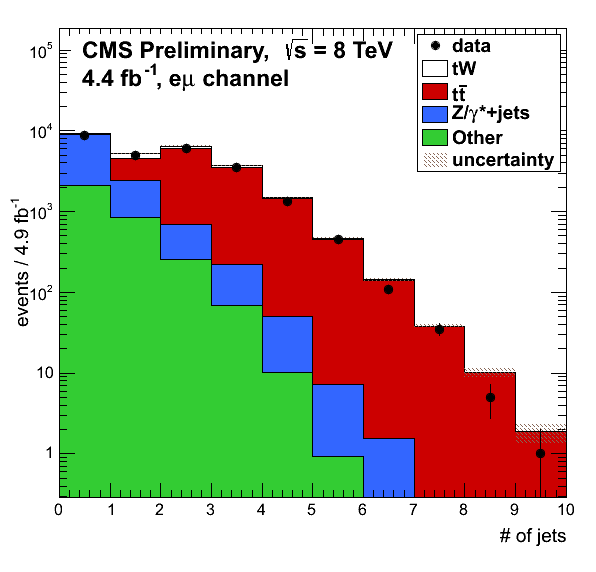 CMS Preliminary, √s = 8 TeV
4.4 fb⁻¹, eμ channel
data
tW
tt̄
Z/γ*+jets
Other
uncertainty
events / 4.9 fb⁻¹
10⁵
10⁴
10³
10²
10
1
0 1 2 3 4 5 6 7 8 9 10
# of jets